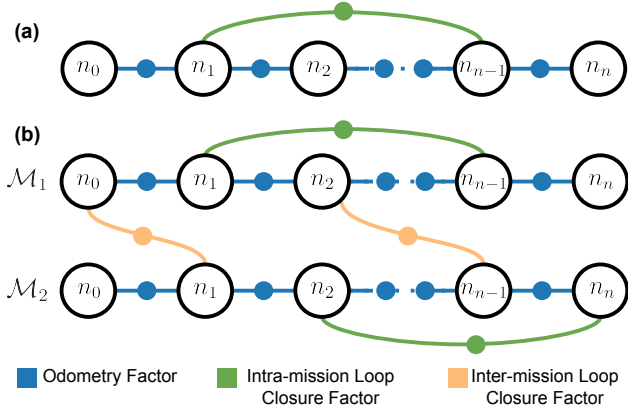 (a)
n₀ n₁ n₂ nₙ₋₁ nₙ
(b)
ℳ₁ n₀ n₁ n₂ nₙ₋₁ nₙ
ℳ₂ n₀ n₁ n₂ nₙ₋₁ nₙ
Odometry Factor
Intra-mission Loop
Closure Factor
Inter-mission Loop
Closure Factor